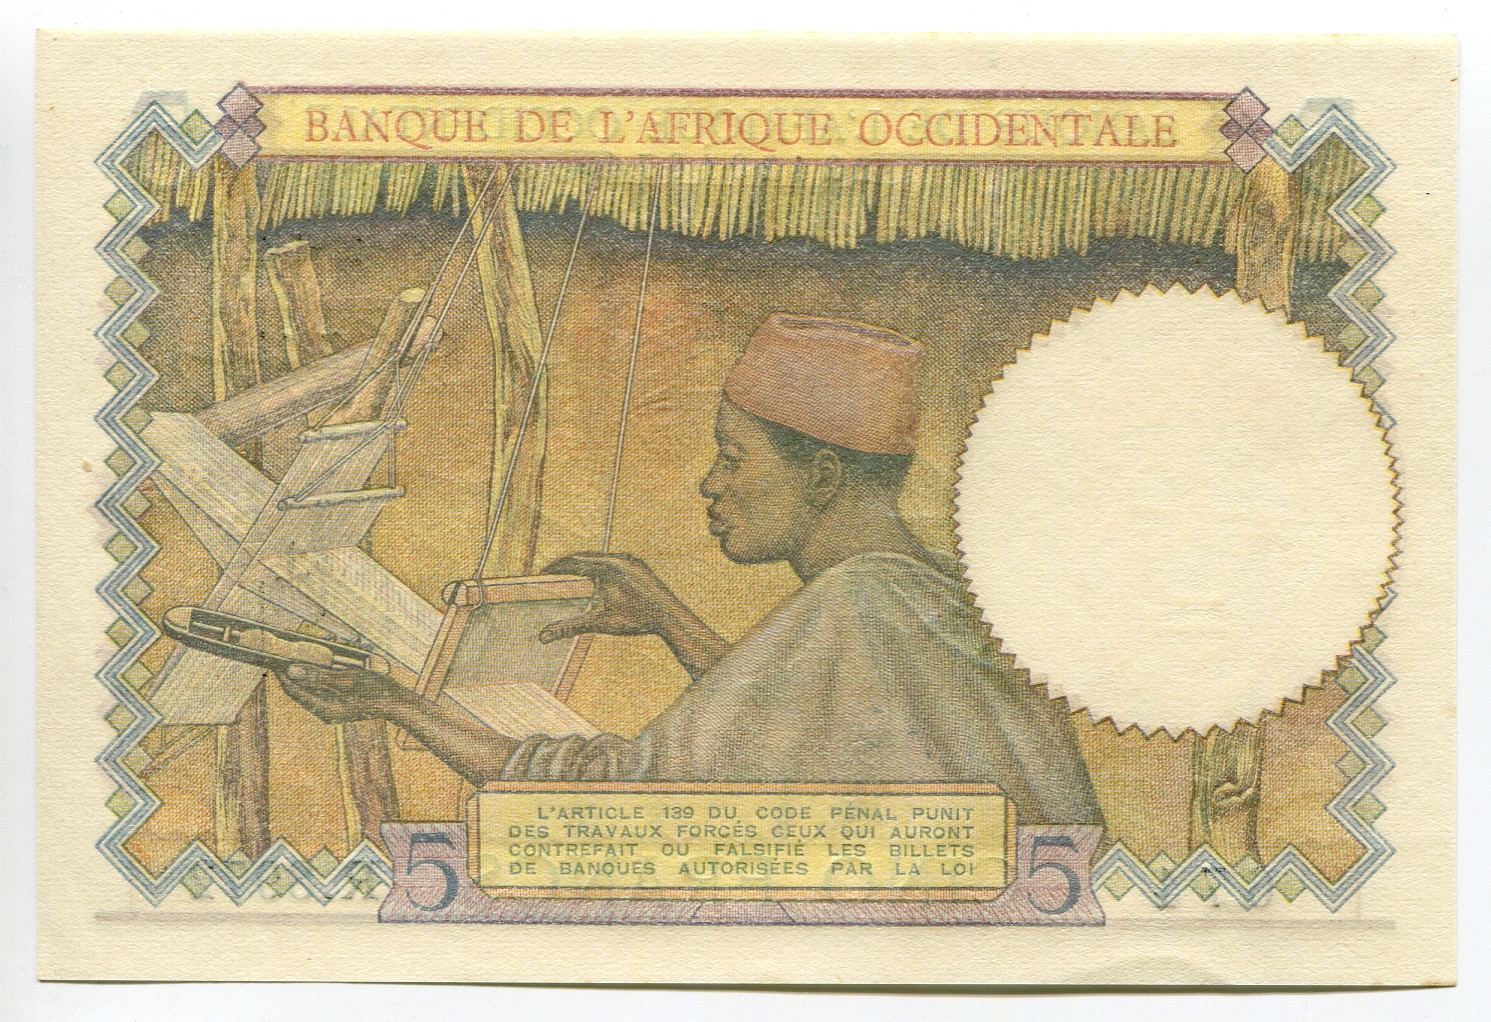 BANQUE DE L'AFRIQUE OCCIDENTALE
L'ARTICLE 139 DU CODE PÉNAL PUNIT
DES TRAVAUX FORCÉS CEUX QUI AURONT
CONTREFAIT OU FALSIFIÉ LES BILLETS
DE BANQUES AUTORISÉES PAR LA LOI
5 5